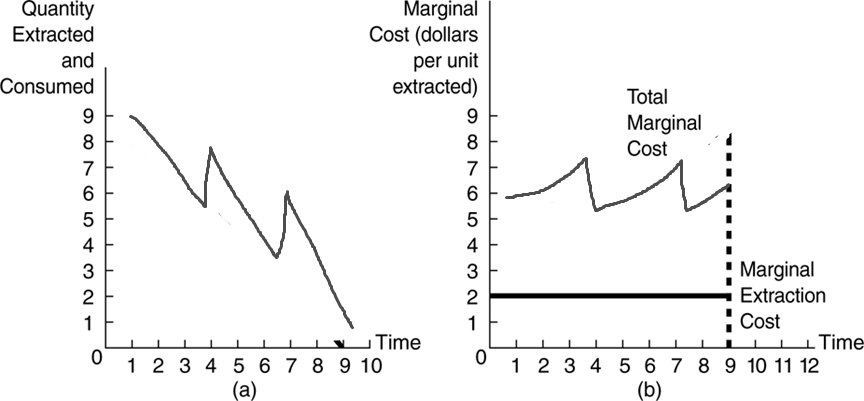 Quantity
Extracted
and
Consumed
9
8
7
6
5
4
3
2
1
0
1 2 3 4 5 6 7 8 9 10
Time
(a)
Marginal
Cost (dollars
per unit
extracted)
9
8
7
6
5
4
3
2
1
0
Total
Marginal
Cost
Marginal
Extraction
Cost
1 2 3 4 5 6 7 8 9 10 11 12
Time
(b)